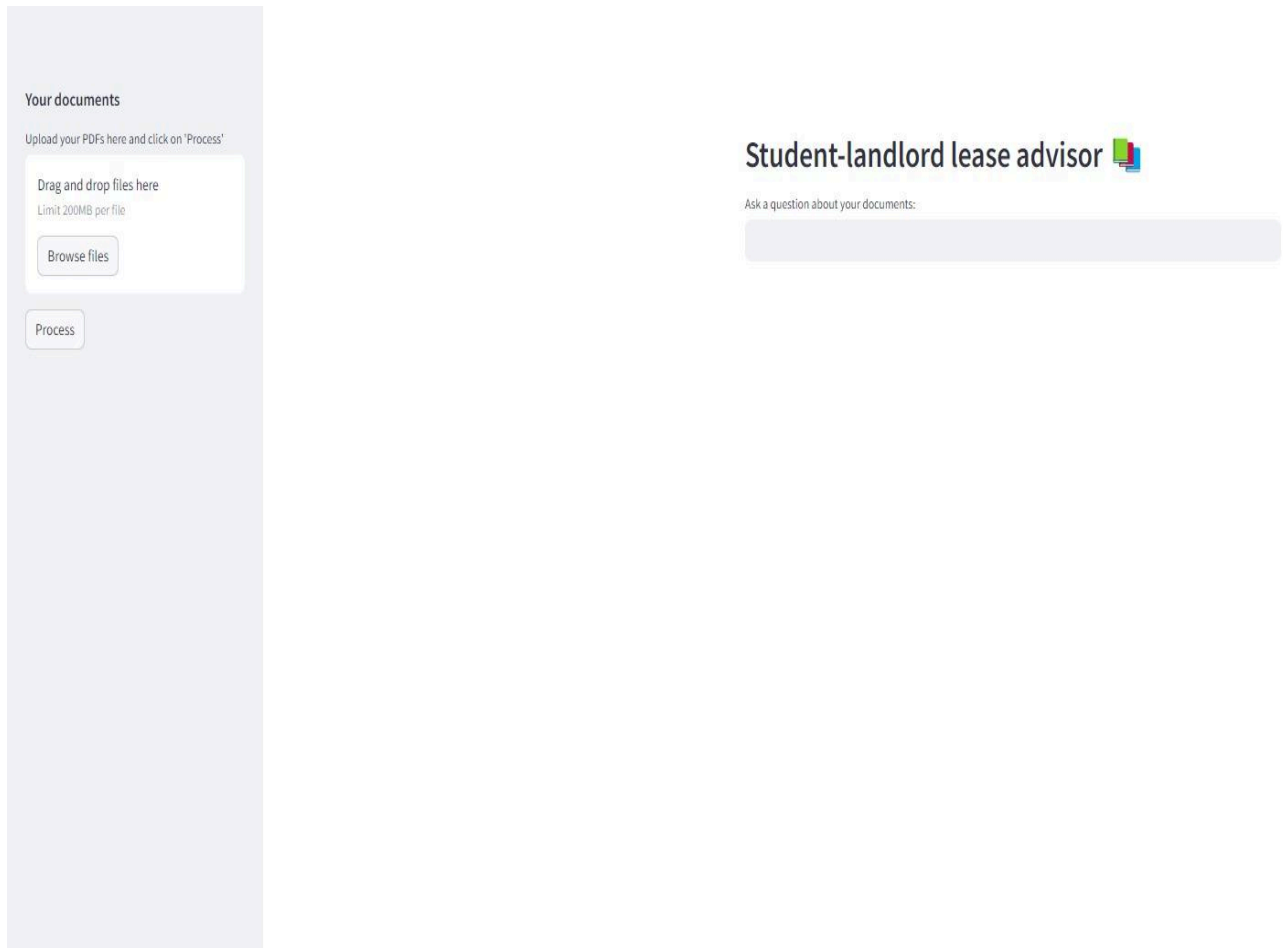 Your documents
Upload your PDFs here and click on 'Process'
Drag and drop files here
Limit 200MB per file
Browse files
Process
Student-landlord lease advisor 📚
Ask a question about your documents: